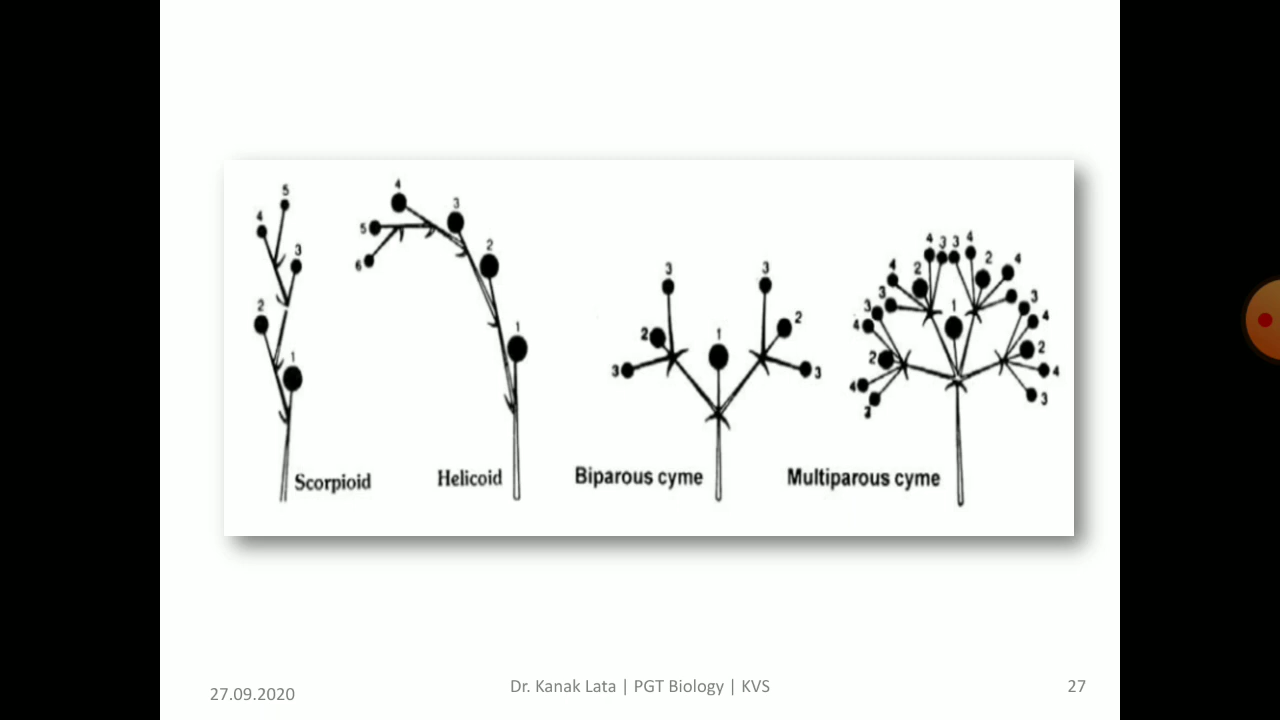 5
4
3
2
1
Scorpioid
4
3
5
2
6
1
Helicoid
3 3
2 1 2
3 3
Biparous cyme
4 3 3 4
4 2 2 4
3 3
3 1 4
4 2
2 4
4 3
3
Multiparous cyme
27.09.2020
Dr. Kanak Lata | PGT Biology | KVS
27